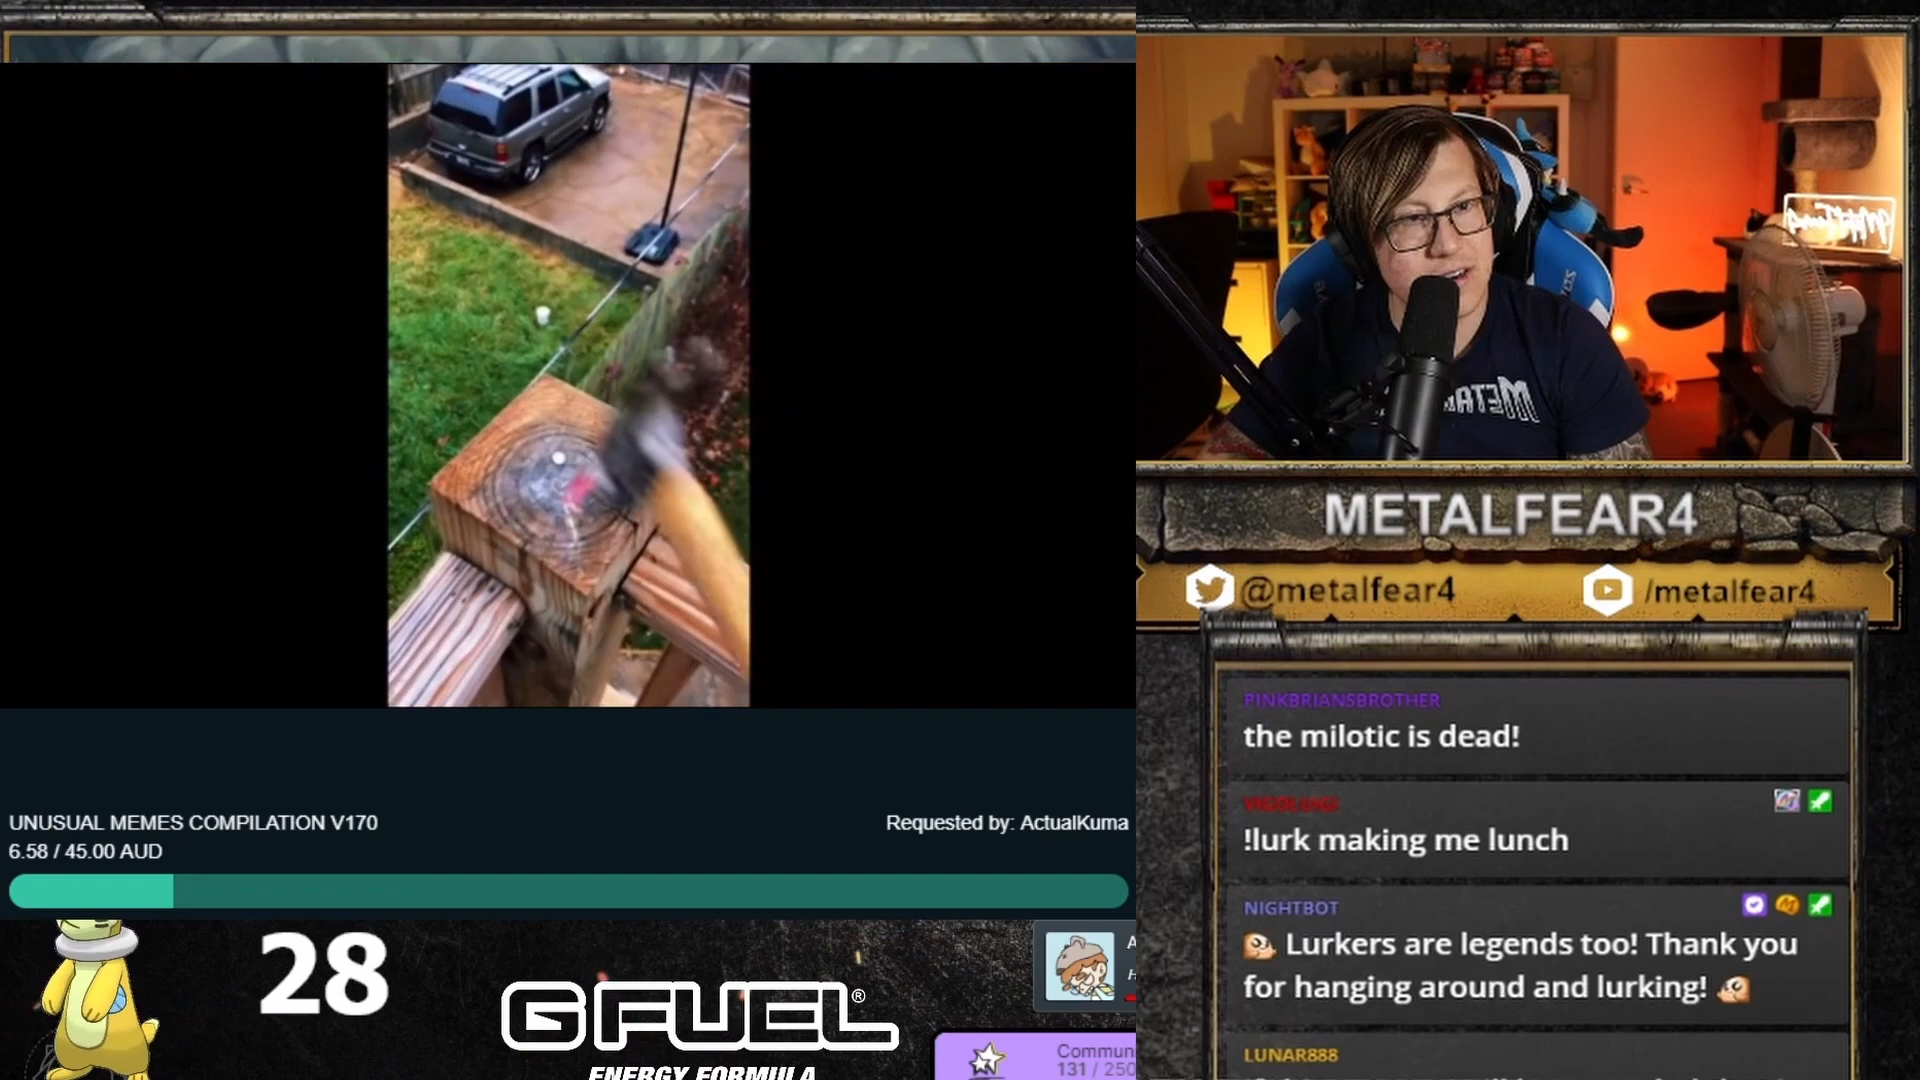 METALFEAR4
@metalfear4
/metalfear4
PINKBRIANSBROTHER
the milotic is dead!
!lurk making me lunch
NIGHTBOT
Lurkers are legends too! Thank you
for hanging around and lurking!
LUNAR888
UNUSUAL MEMES COMPILATION V170
Requested by: ActualKuma
6.58 / 45.00 AUD
28
G FUEL®
ENERGY FORMULA
Commun
131 / 250